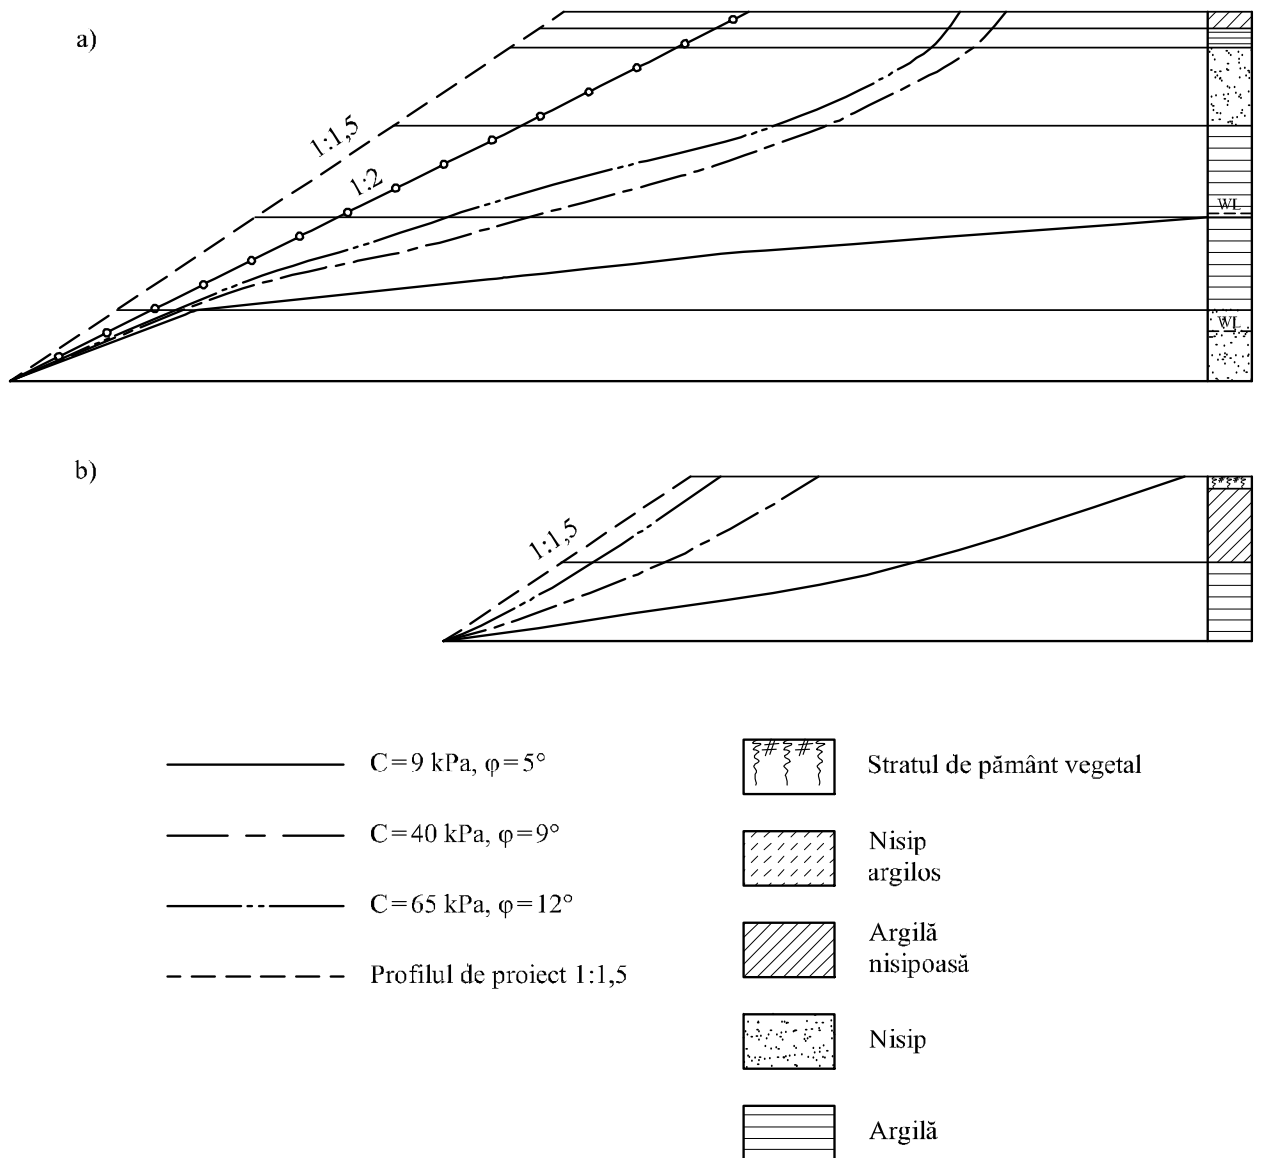 a)
1:1,5
1:2
WL
WL
b)
1:1,5
C=9 kPa, φ=5°
C=40 kPa, φ=9°
C=65 kPa, φ=12°
Profilul de proiect 1:1,5
Stratul de pământ vegetal
Nisip
argilos
Argilă
nisipoasă
Nisip
Argilă